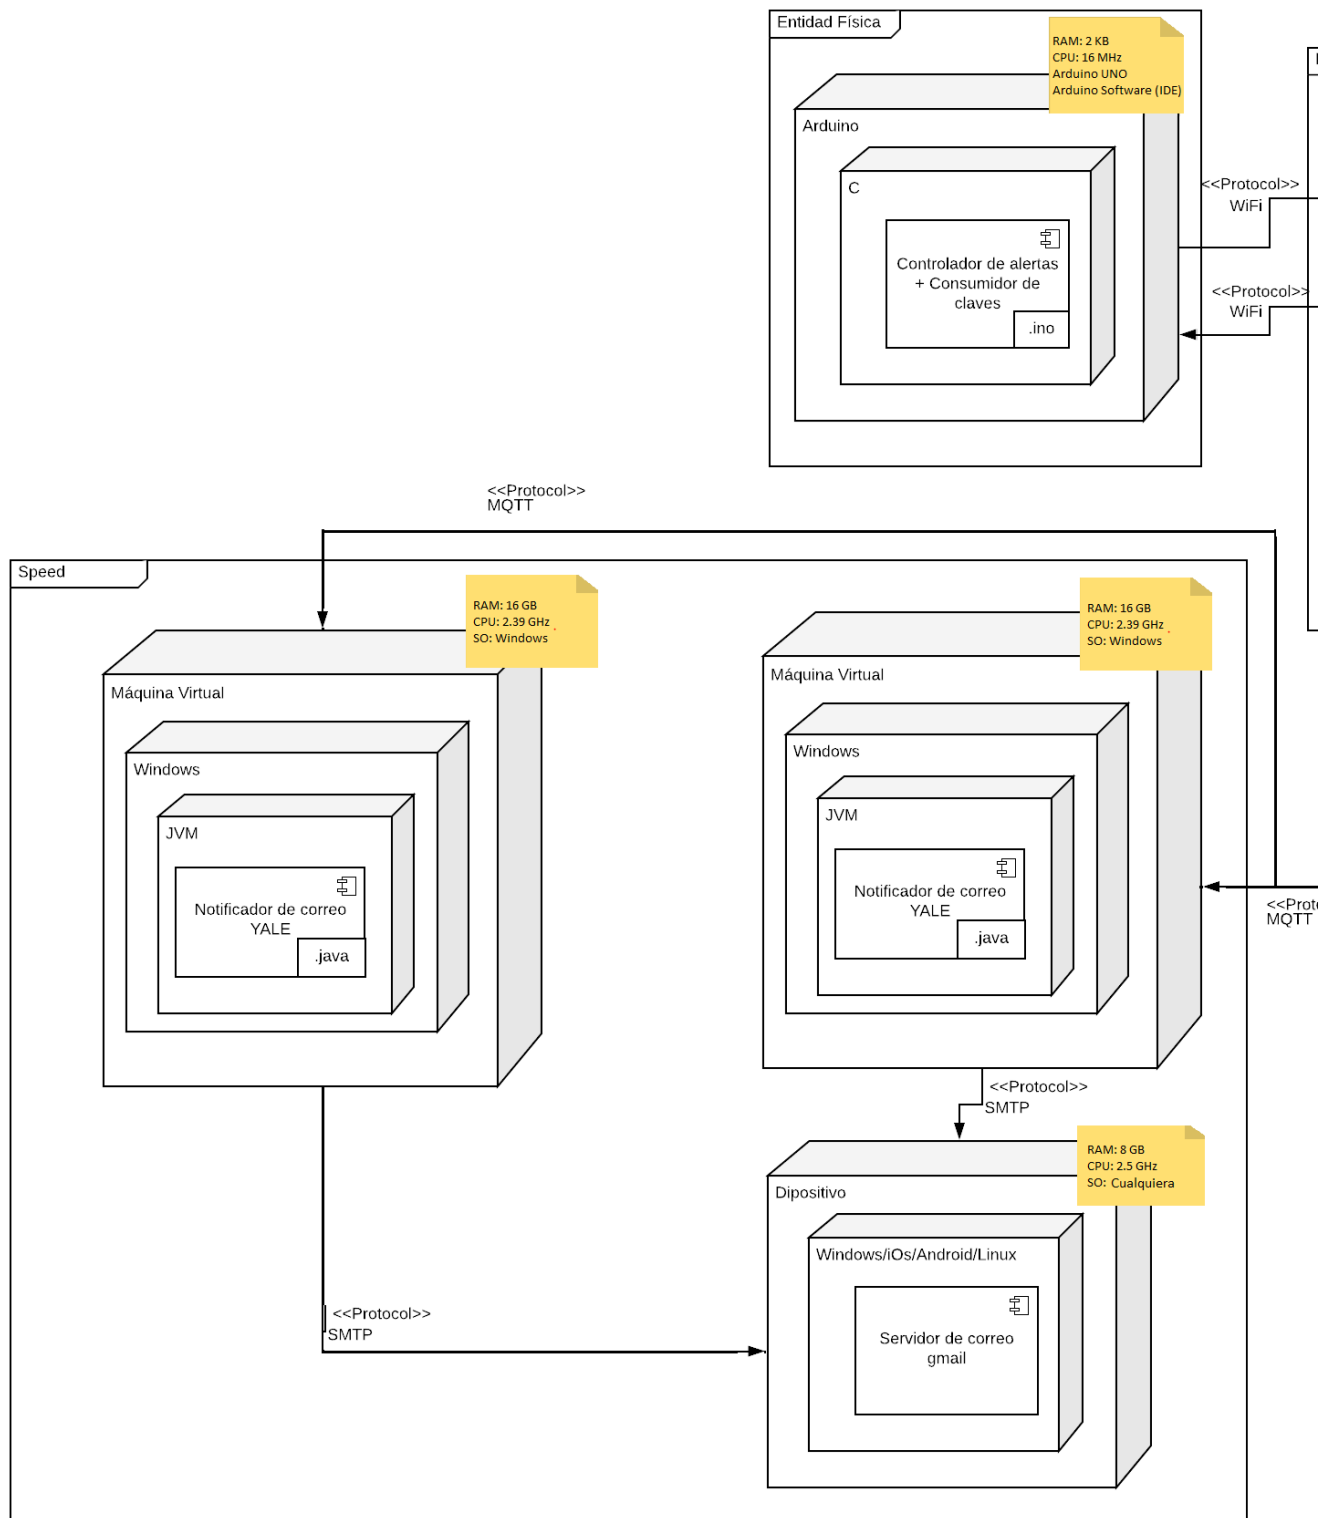 Entidad Física
RAM: 2 KB
CPU: 16 MHz
Arduino UNO
Arduino Software (IDE)
Arduino
C
Controlador de alertas
+ Consumidor de
claves
.ino
<<Protocol>>
WiFi
<<Protocol>>
WiFi
<<Protocol>>
MQTT
Speed
RAM: 16 GB
CPU: 2.39 GHz
SO: Windows
Máquina Virtual
Windows
JVM
Notificador de correo
YALE
.java
RAM: 16 GB
CPU: 2.39 GHz
SO: Windows
Máquina Virtual
Windows
JVM
Notificador de correo
YALE
.java
<<Prot
MQTT
<<Protocol>>
SMTP
RAM: 8 GB
CPU: 2.5 GHz
SO: Cualquiera
Dipositivo
Windows/iOs/Android/Linux
Servidor de correo
gmail
<<Protocol>>
SMTP